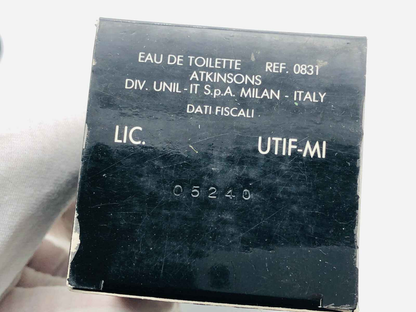 EAU DE TOILETTE REF. 0831
ATKINSONS
DIV. UNIL-IT S.p.A. MILAN - ITALY
DATI FISCALI
LIC. UTIF-MI
05240